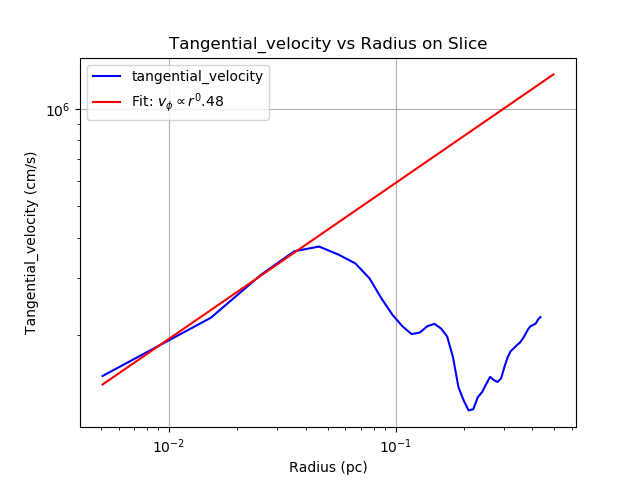 Tangential_velocity vs Radius on Slice
tangential_velocity
Fit: $v_\phi \propto r^0.48$
10^6
Tangential_velocity (cm/s)
10^{-2} 10^{-1}
Radius (pc)